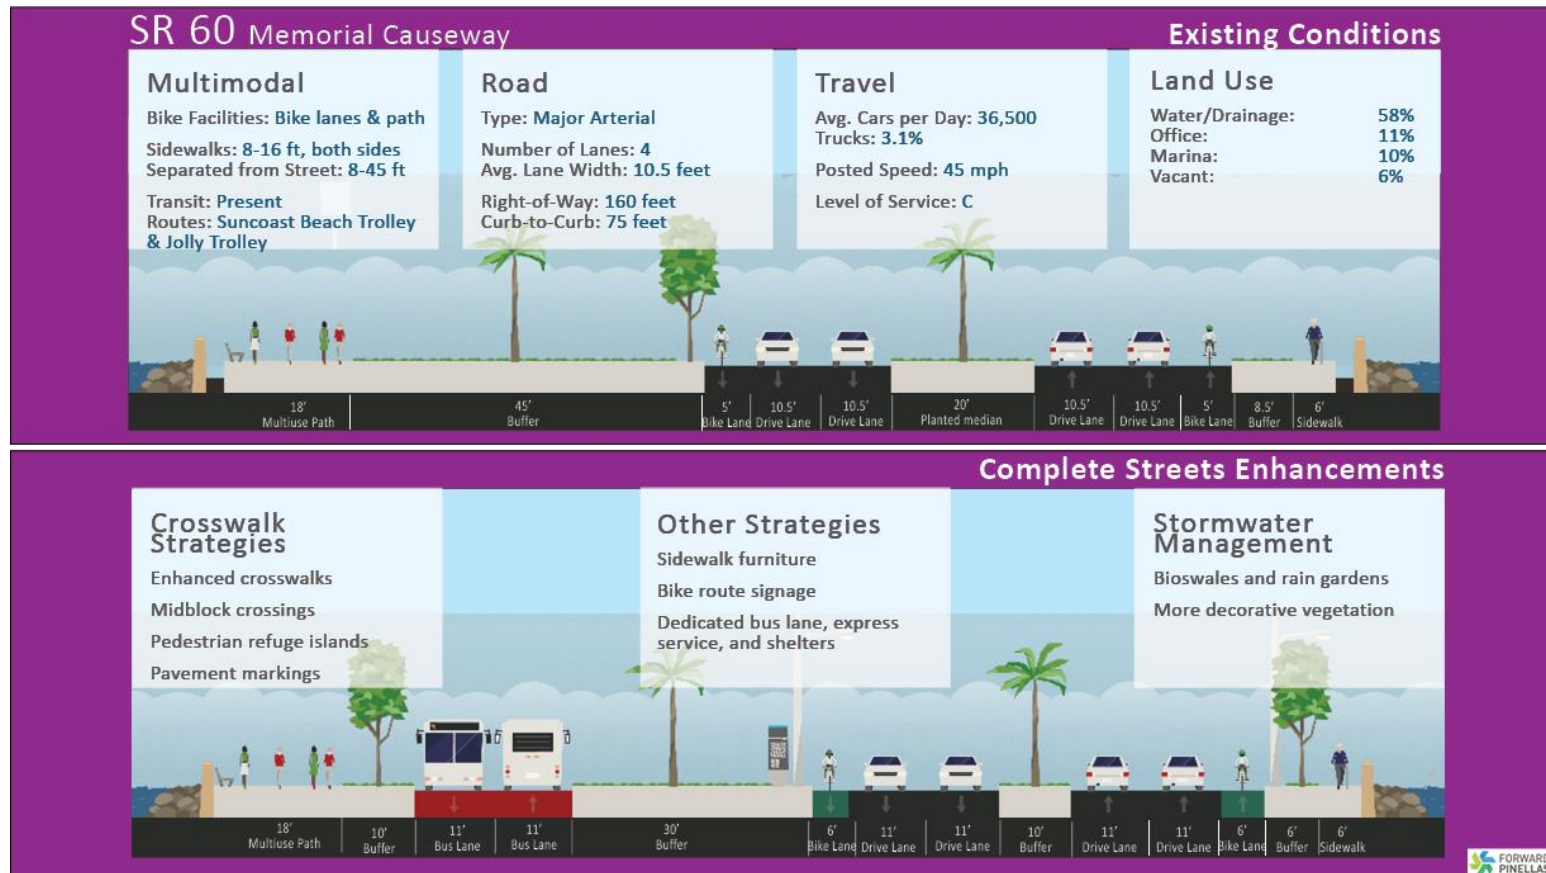 SR 60 Memorial Causeway
Existing Conditions
Multimodal
Bike Facilities: Bike lanes & path
Sidewalks: 8-16 ft, both sides
Separated from Street: 8-45 ft
Transit: Present
Routes: Suncoast Beach Trolley
& Jolly Trolley
Road
Type: Major Arterial
Number of Lanes: 4
Avg. Lane Width: 10.5 feet
Right-of-Way: 160 feet
Curb-to-Curb: 75 feet
Travel
Avg. Cars per Day: 36,500
Trucks: 3.1%
Posted Speed: 45 mph
Level of Service: C
Land Use
Water/Drainage: 58%
Office: 11%
Marina: 10%
Vacant: 6%
18' 45' 5' 10.5' 10.5' 20' 10.5' 10.5' 5' 8.5' 6'
Multiuse Path Buffer Bike Lane Drive Lane Drive Lane Planted median Drive Lane Drive Lane Bike Lane Buffer Sidewalk
Complete Streets Enhancements
Crosswalk
Strategies
Enhanced crosswalks
Midblock crossings
Pedestrian refuge islands
Pavement markings
Other Strategies
Sidewalk furniture
Bike route signage
Dedicated bus lane, express
service, and shelters
Stormwater
Management
Bioswales and rain gardens
More decorative vegetation
18' 10' 11' 11' 30' 6' 11' 11' 10' 11' 11' 6' 6' 6'
Multiuse Path Buffer Bus Lane Bus Lane Buffer Bike Lane Drive Lane Drive Lane Buffer Drive Lane Drive Lane Bike Lane Buffer Sidewalk
FORWARD
PINELLAS